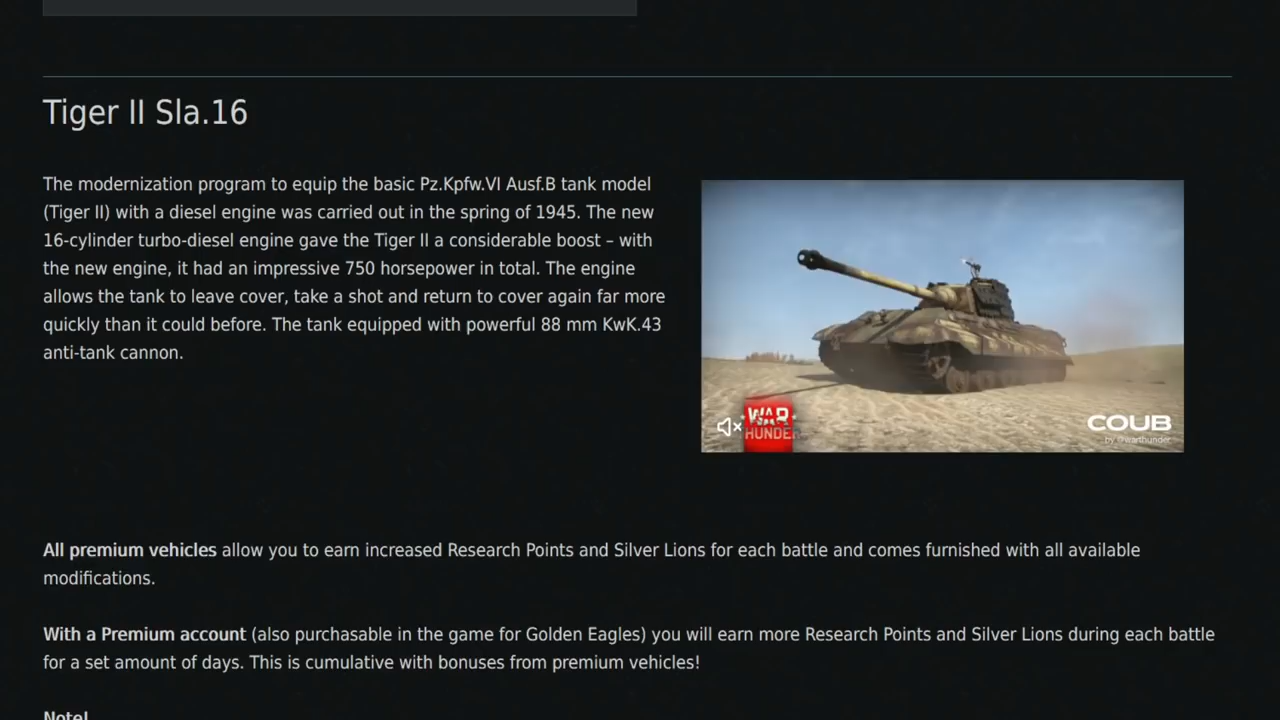 Tiger II Sla.16
The modernization program to equip the basic Pz.Kpfw.VI Ausf.B tank model
(Tiger II) with a diesel engine was carried out in the spring of 1945. The new
16-cylinder turbo-diesel engine gave the Tiger II a considerable boost – with
the new engine, it had an impressive 750 horsepower in total. The engine
allows the tank to leave cover, take a shot and return to cover again far more
quickly than it could before. The tank equipped with powerful 88 mm KwK.43
anti-tank cannon.
WAR
THUNDER
COUB
by @warthunder
All premium vehicles allow you to earn increased Research Points and Silver Lions for each battle and comes furnished with all available
modifications.
With a Premium account (also purchasable in the game for Golden Eagles) you will earn more Research Points and Silver Lions during each battle
for a set amount of days. This is cumulative with bonuses from premium vehicles!
Note!